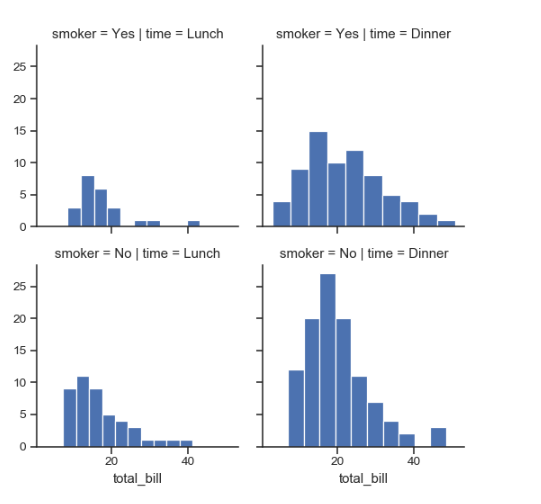 smoker = Yes | time = Lunch
smoker = Yes | time = Dinner
25
20
15
10
5
0
smoker = No | time = Lunch
smoker = No | time = Dinner
25
20
15
10
5
0
20
40
20
40
total_bill
total_bill